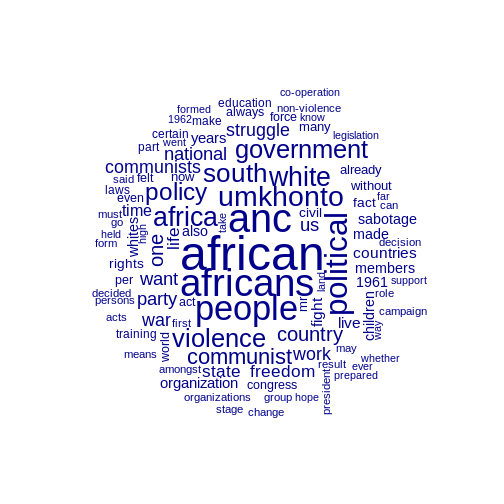 co-operation
education non-violence
formed always force know
1962 make struggle many
certain years legislation
part went national government
communists already
said felt now south white without far
laws even policy umkhonto fact can
must time africa anc us civil sabotage
go take made decision
held whites high one life also african political countries
form want africans land members
rights per act people mr 1961 support
decided party fight children role
persons war first violence country live campaign
acts way
training world communist work may whether
means result ever
amongst state freedom prepared
organization congress president
organizations group hope
stage change